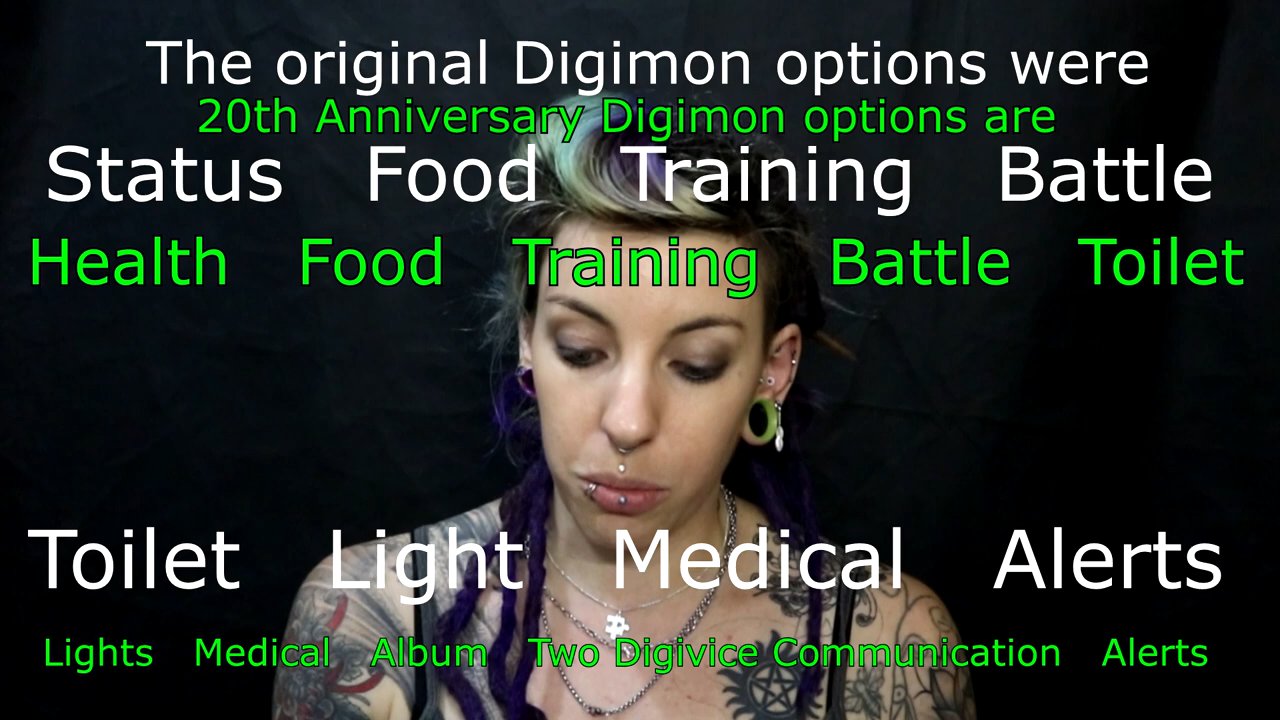 The original Digimon options were
20th Anniversary Digimon options are
Status Food Training Battle
Health Food Training Battle Toilet
Toilet Light Medical Alerts
Lights Medical Album Two Digivice Communication Alerts